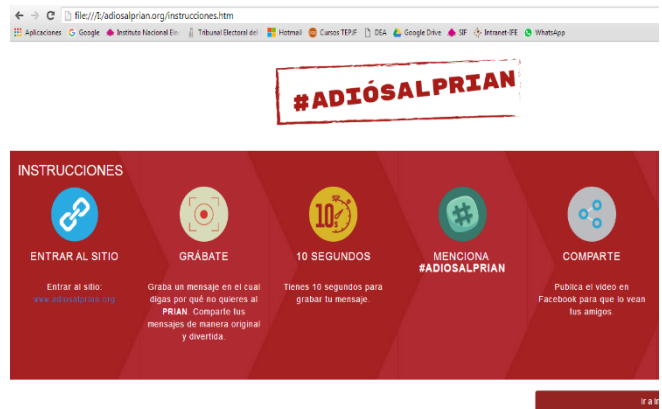 file:///I:/adiosalprian.org/instrucciones.htm
Aplicaciones Google Instituto Nacional Ele Tribunal Electoral del Hotmail Cursos TEPJF DEA Google Drive SIF Intranet-IFE WhatsApp
#ADIÓSALPRIAN
INSTRUCCIONES
10s
#
ENTRAR AL SITIO
Entrar al sitio:
www.adiosalprian.org
GRÁBATE
Graba un mensaje en el cual
digas por qué no quieres al
PRIAN. Comparte tus
mensajes de manera original
y divertida.
10 SEGUNDOS
Tienes 10 segundos para
grabar tu mensaje.
MENCIONA
#ADIOSALPRIAN
COMPARTE
Publica el video en
Facebook para que lo vean
tus amigos.
Ir a